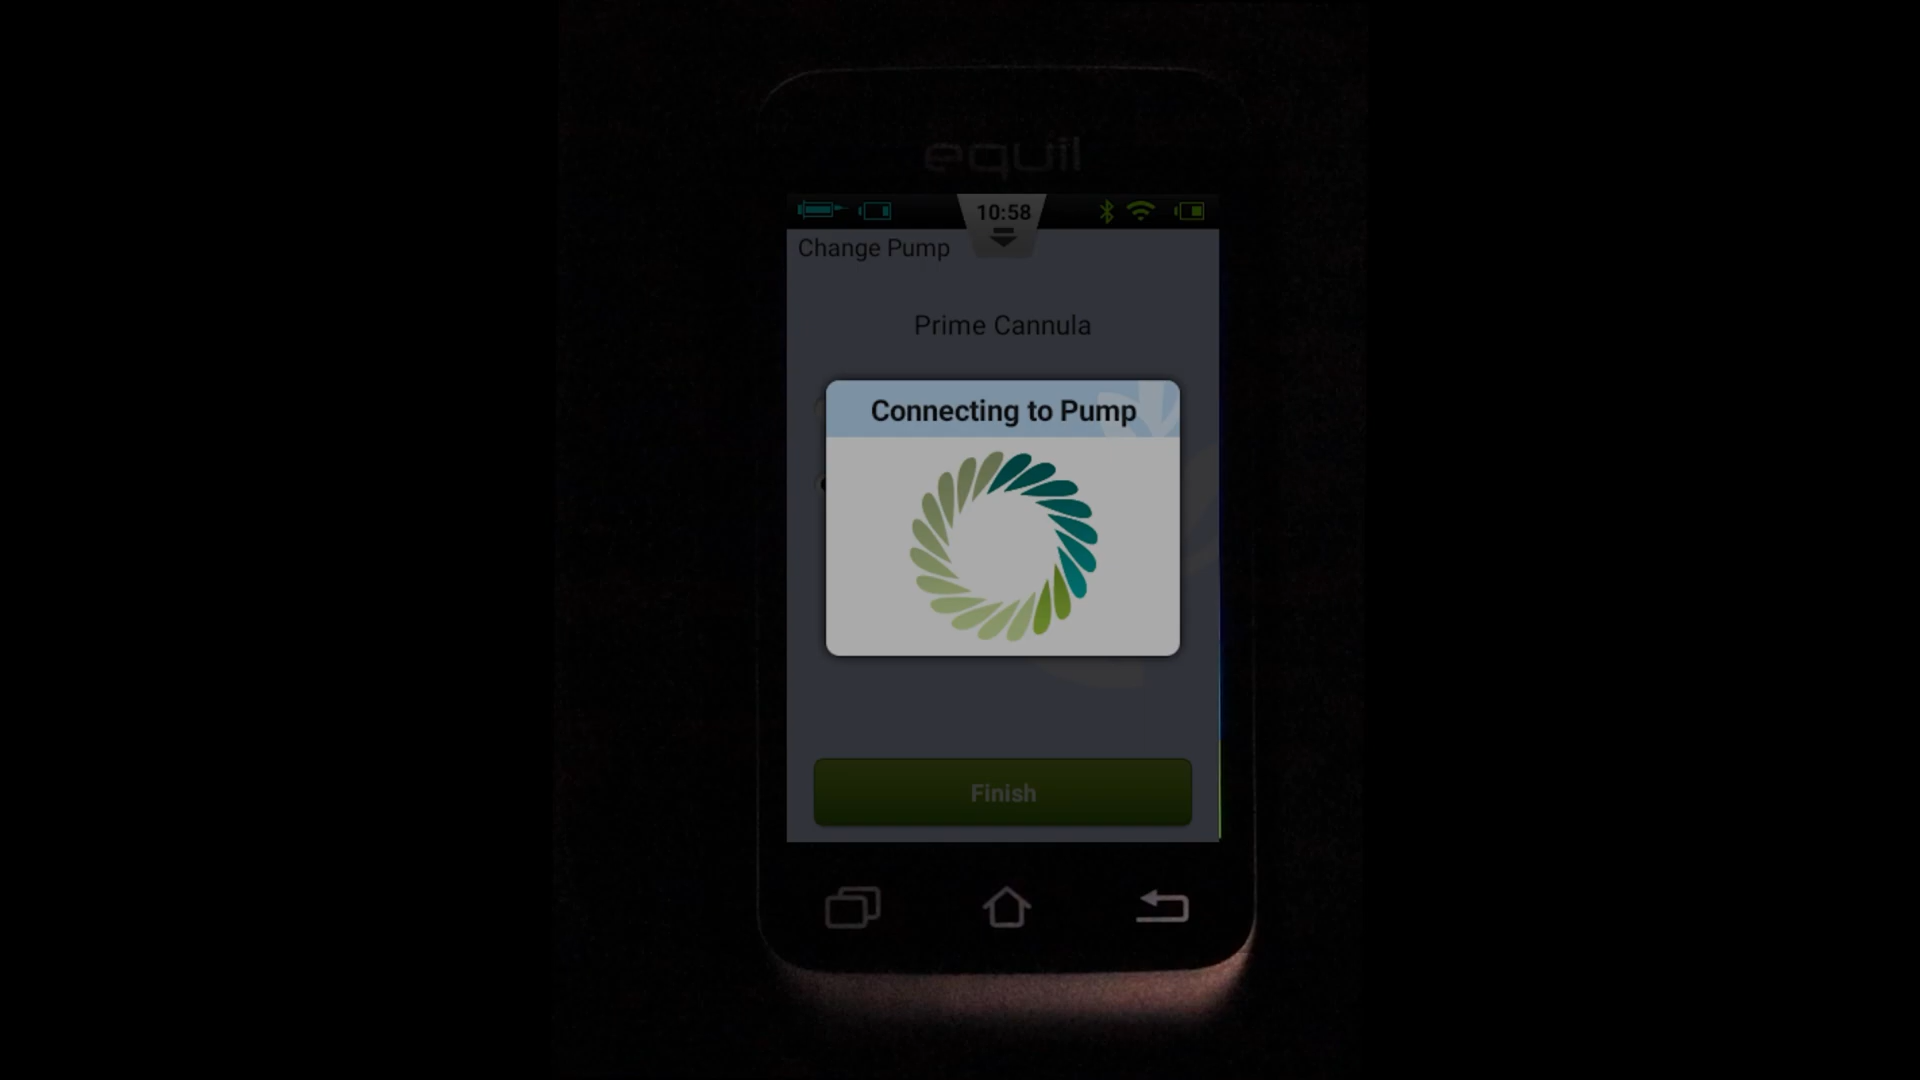 equil
10:58
Change Pump
Prime Cannula
Connecting to Pump
Finish